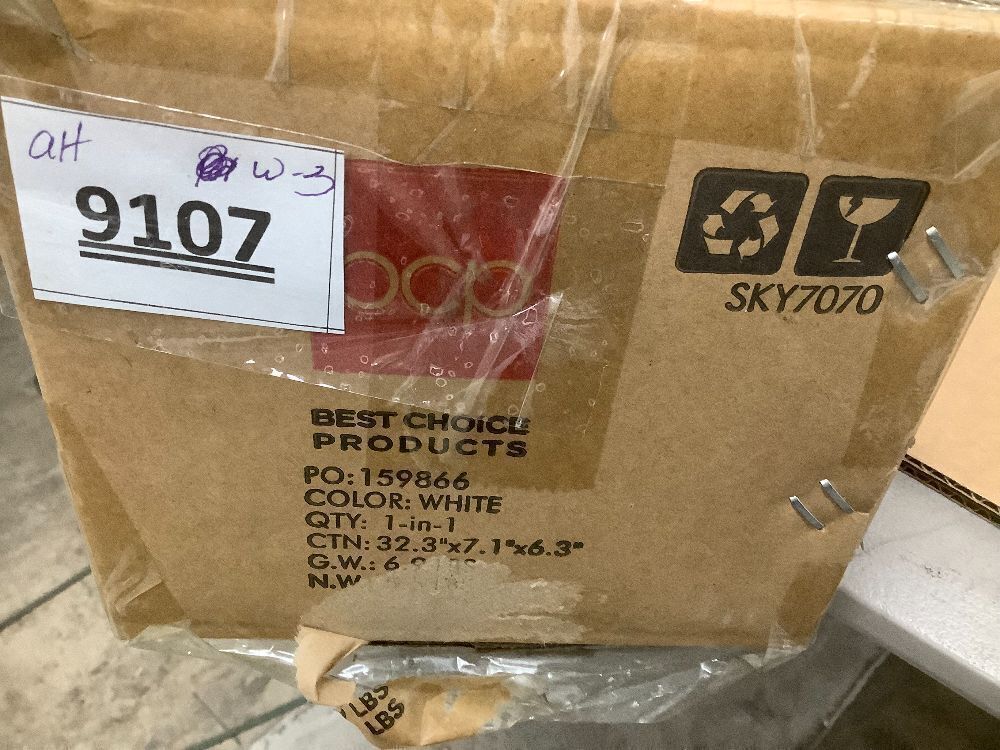 aH
W-3
9107
bcp
SKY7070
BEST CHOICE
PRODUCTS
PO: 159866
COLOR: WHITE
QTY: 1-in-1
CTN: 32.3"x7.1"x6.3"
G.W.:
N.W
LBS
LBS